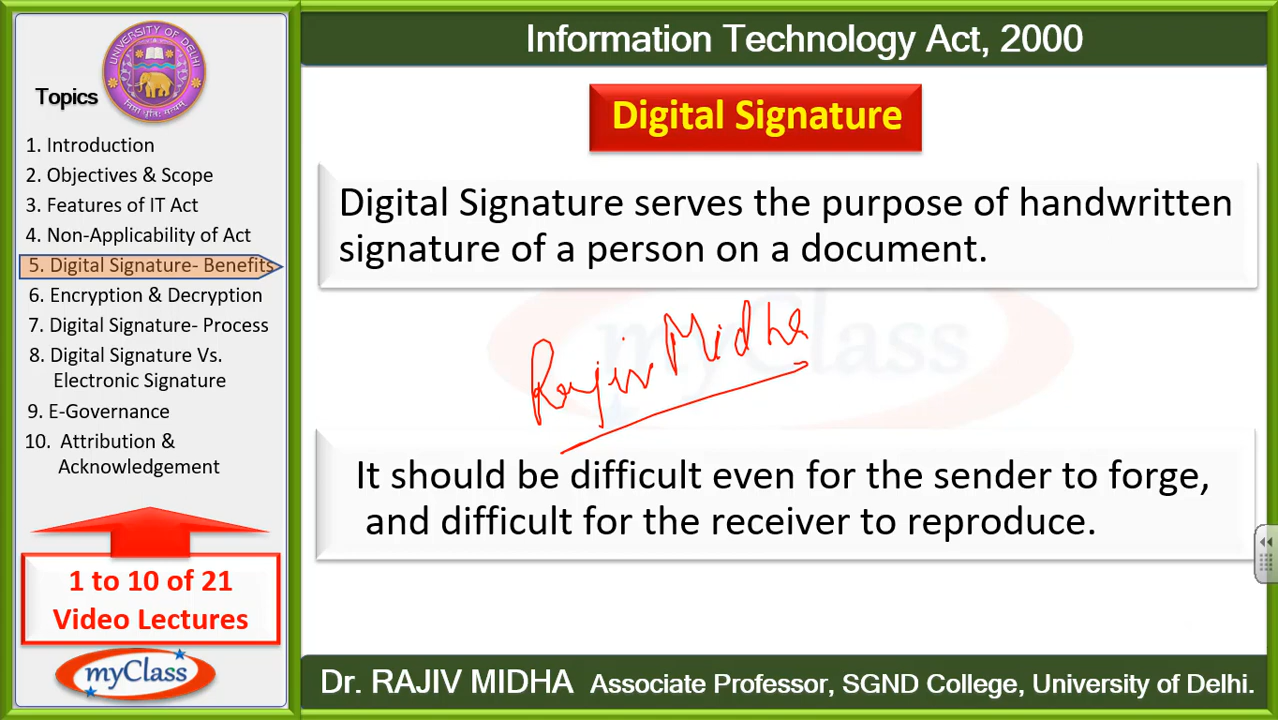 Information Technology Act, 2000
UNIVERSITY OF DELHI
Topics
1. Introduction
2. Objectives & Scope
3. Features of IT Act
4. Non-Applicability of Act
5. Digital Signature- Benefits
6. Encryption & Decryption
7. Digital Signature- Process
8. Digital Signature Vs.
Electronic Signature
9. E-Governance
10. Attribution &
Acknowledgement
1 to 10 of 21
Video Lectures
myClass
Digital Signature
Digital Signature serves the purpose of handwritten
signature of a person on a document.
Rajiv Midha
myClass
It should be difficult even for the sender to forge,
and difficult for the receiver to reproduce.
Dr. RAJIV MIDHA Associate Professor, SGND College, University of Delhi.